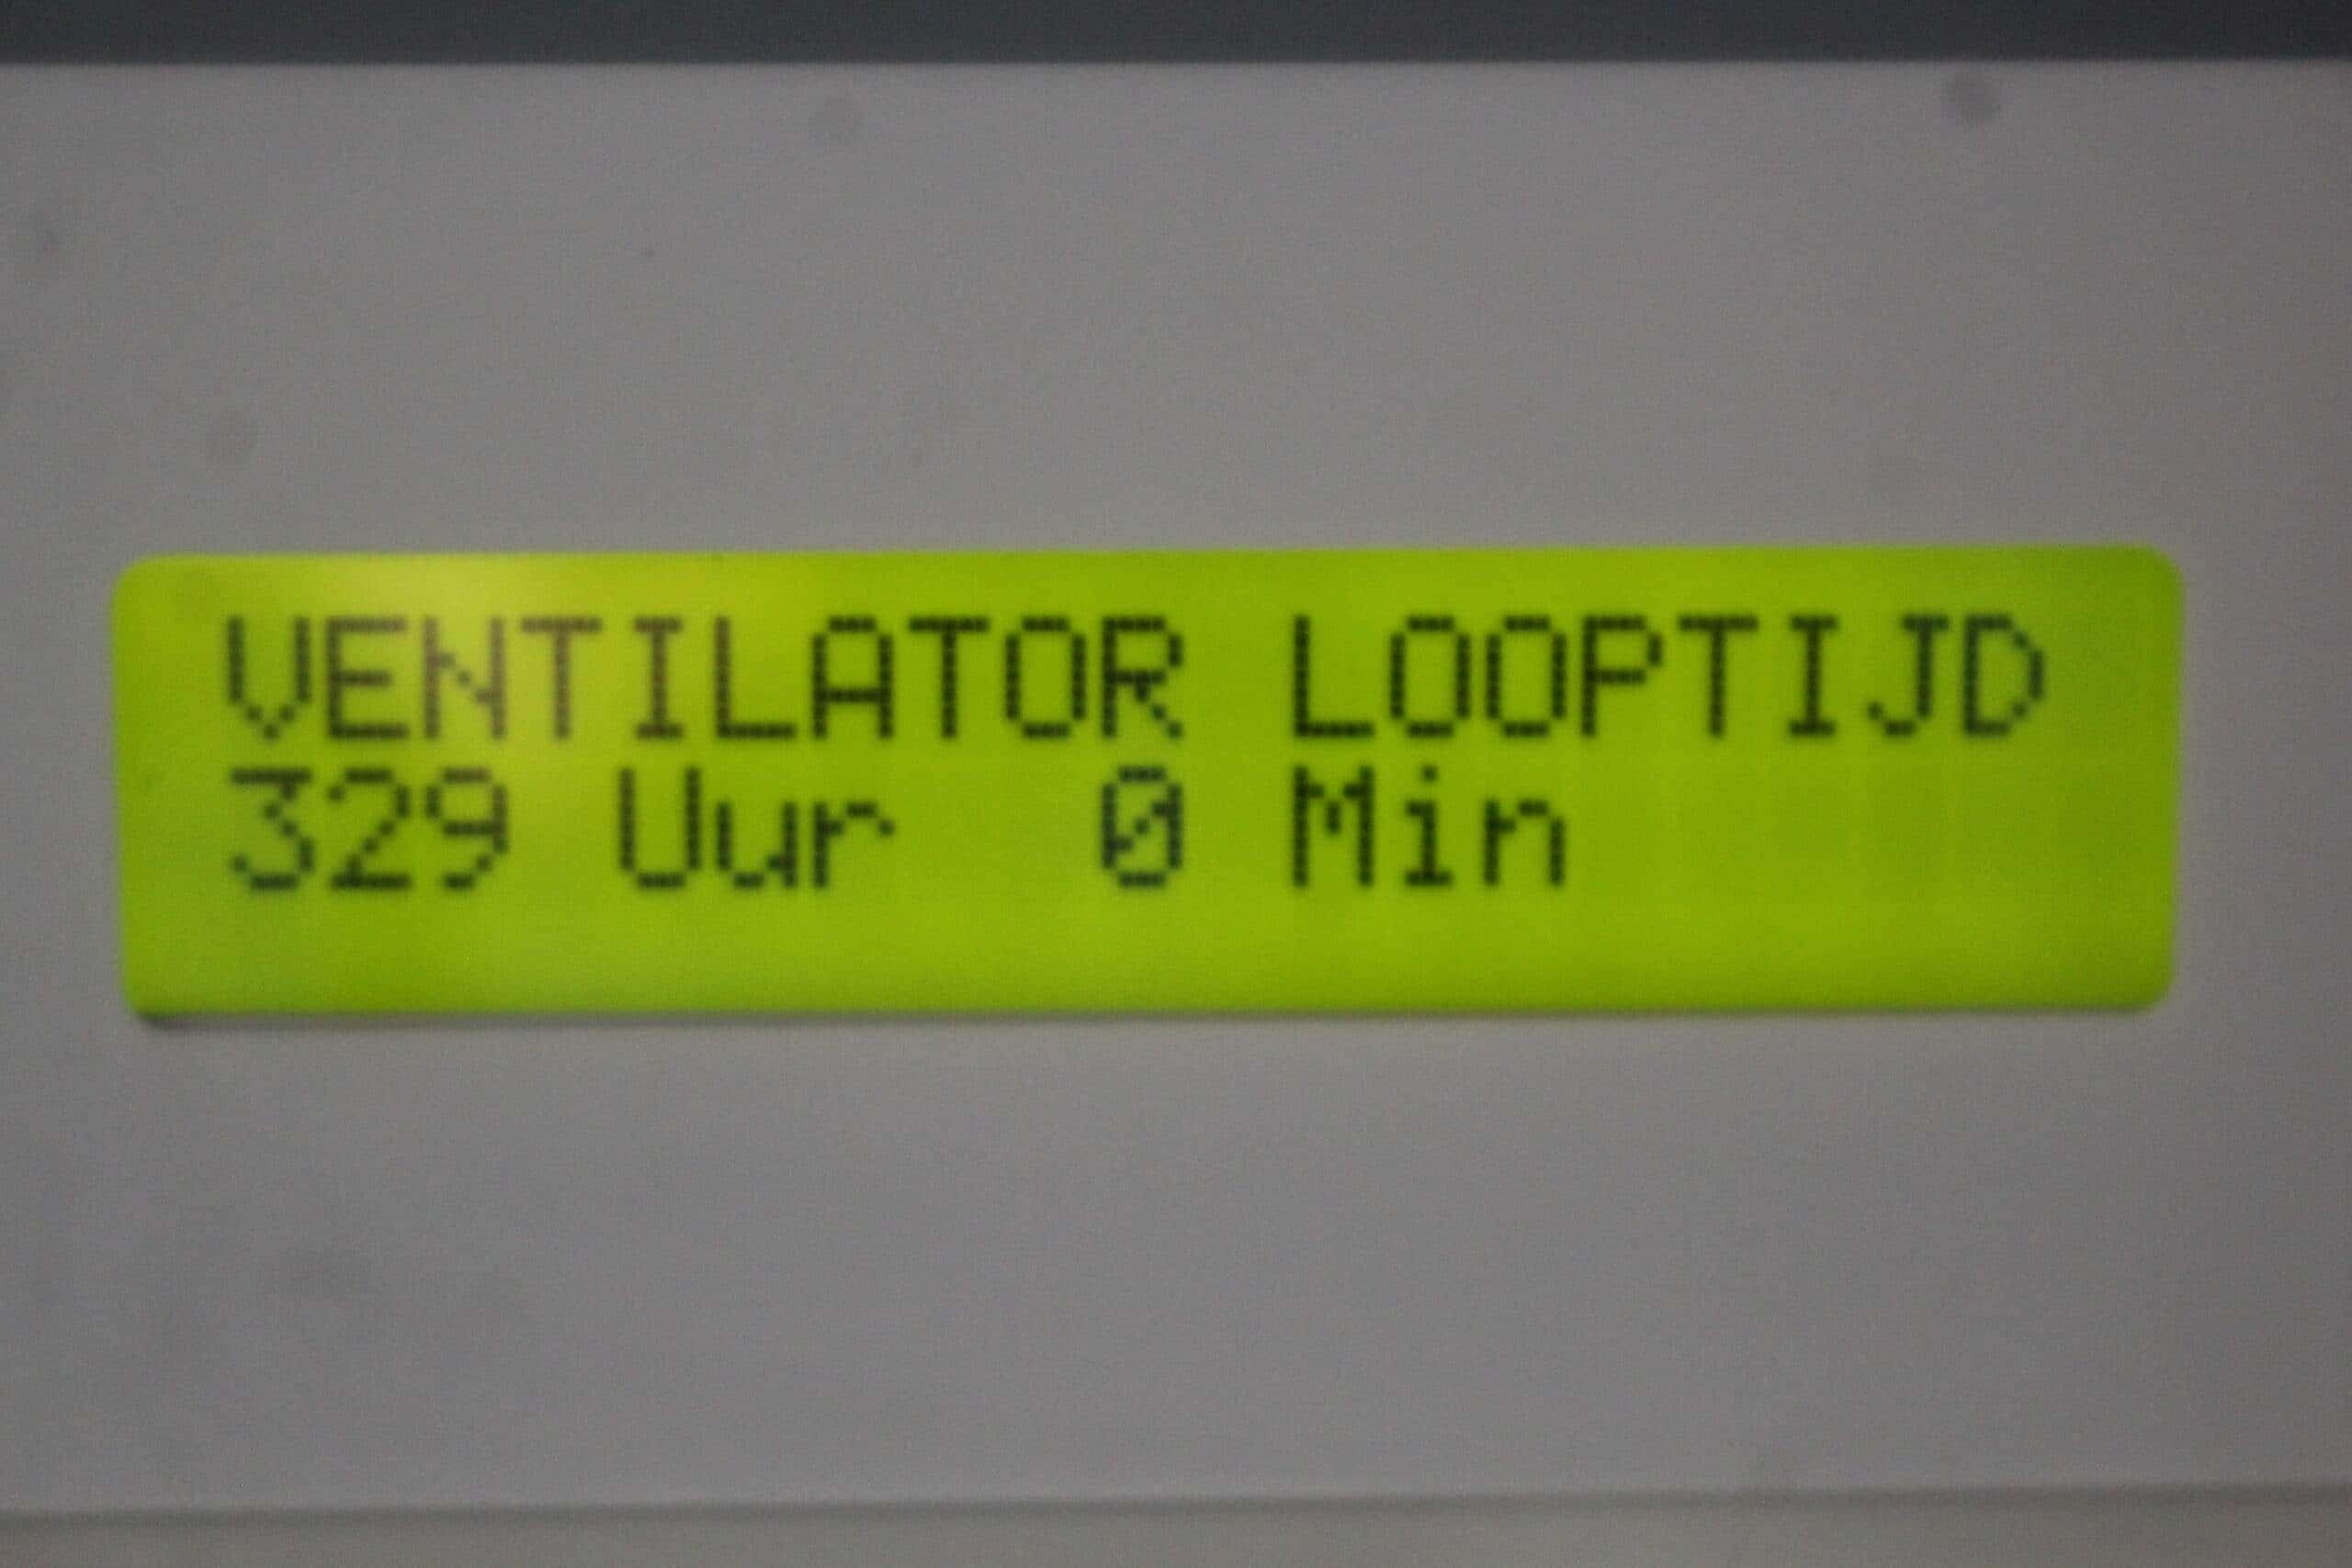 VENTILATOR LOOPTIJD
329 Uur  0 Min